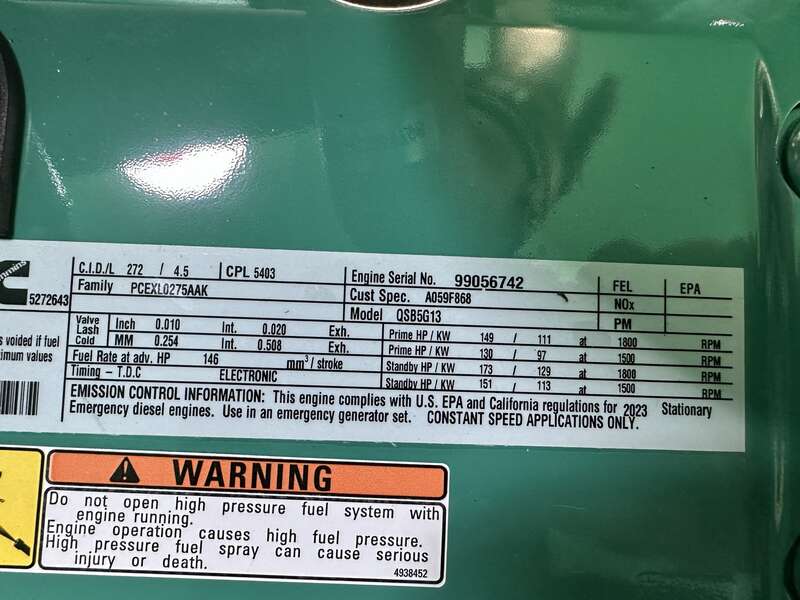 C.I.D./L 272 / 4.5 CPL 5403 Engine Serial No. 99056742 FEL EPA
5272643 Family PCEXL0275AAK Cust Spec. A059F868 NOx
Model QSB5G13 PM
Valve Lash Cold Inch 0.010 Int. 0.020 Exh. Prime HP / KW 149 / 111 at 1800 RPM
MM 0.254 Int. 0.508 Exh. Prime HP / KW 130 / 97 at 1500 RPM
Fuel Rate at adv. HP 146 mm³/ stroke Standby HP / KW 173 / 129 at 1800 RPM
Timing - T.D.C ELECTRONIC Standby HP / KW 151 / 113 at 1500 RPM
s voided if fuel
ximum values
EMISSION CONTROL INFORMATION: This engine complies with U.S. EPA and California regulations for 2023 Stationary
Emergency diesel engines. Use in an emergency generator set. CONSTANT SPEED APPLICATIONS ONLY.
WARNING
Do not open high pressure fuel system with
engine running.
Engine operation causes high fuel pressure.
High pressure fuel spray can cause serious
injury or death.
4938452